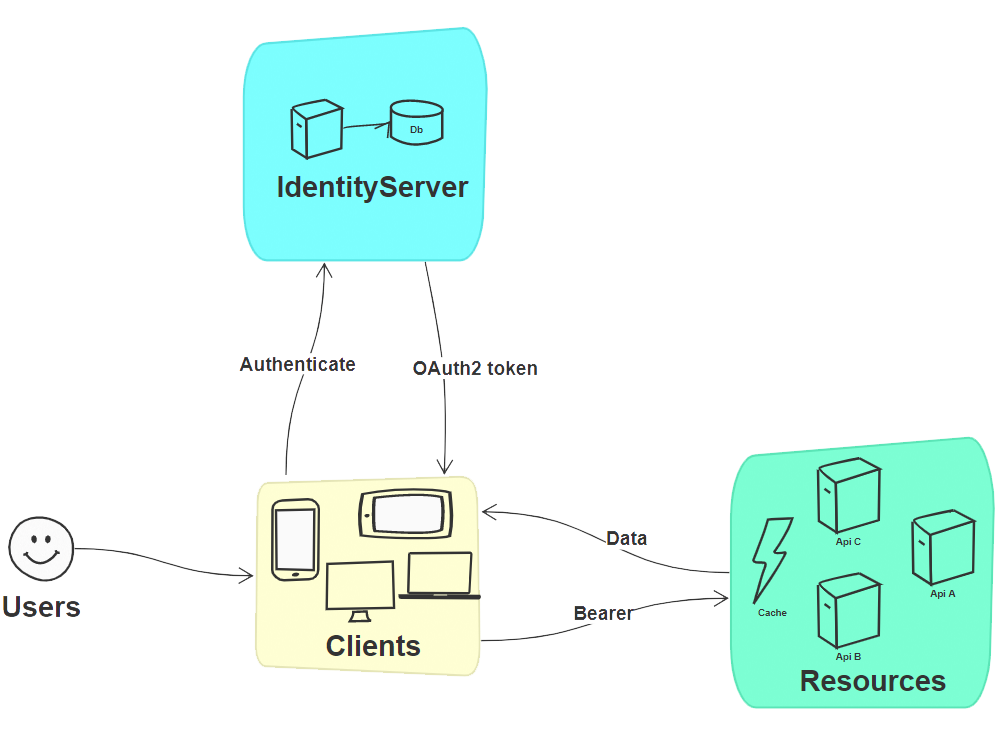 Db
IdentityServer
Authenticate
OAuth2 token
Users
Clients
Data
Bearer
Api C
Api A
Cache
Api B
Resources